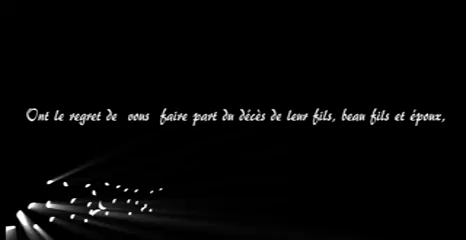 Ont le regret de vous faire part du décès de leur fils, beau fils et époux,